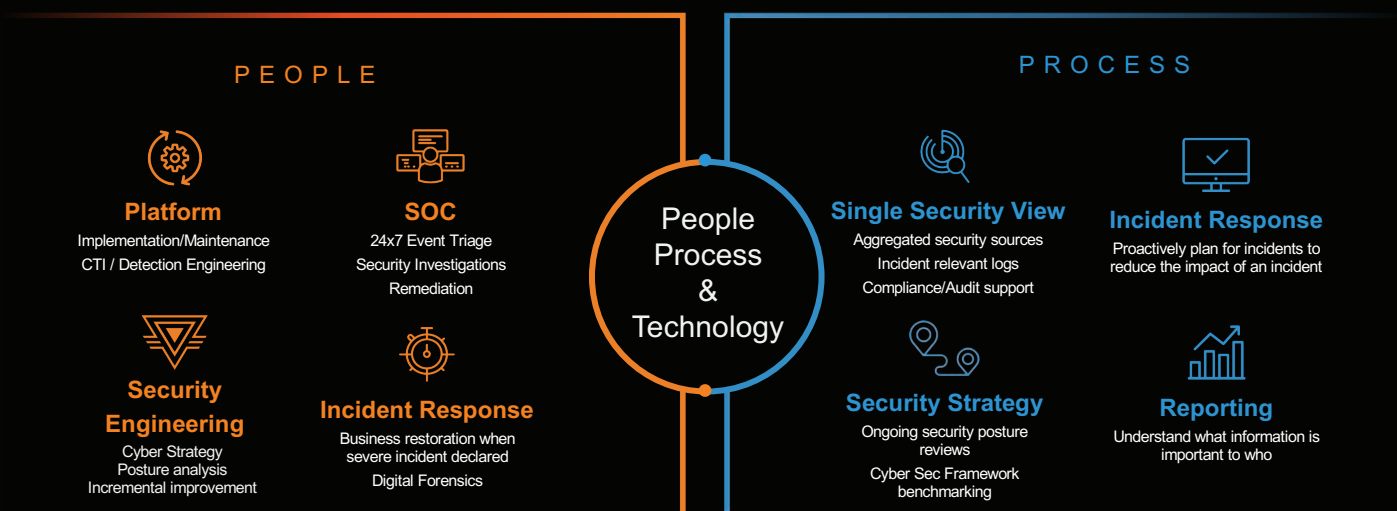 PEOPLE
Platform
Implementation/Maintenance
CTI / Detection Engineering
SOC
24x7 Event Triage
Security Investigations
Remediation
Security
Engineering
Cyber Strategy
Posture analysis
Incremental improvement
Incident Response
Business restoration when
severe incident declared
Digital Forensics
People
Process
&
Technology
PROCESS
Single Security View
Aggregated security sources
Incident relevant logs
Compliance/Audit support
Incident Response
Proactively plan for incidents to
reduce the impact of an incident
Security Strategy
Ongoing security posture
reviews
Cyber Sec Framework
benchmarking
Reporting
Understand what information is
important to who